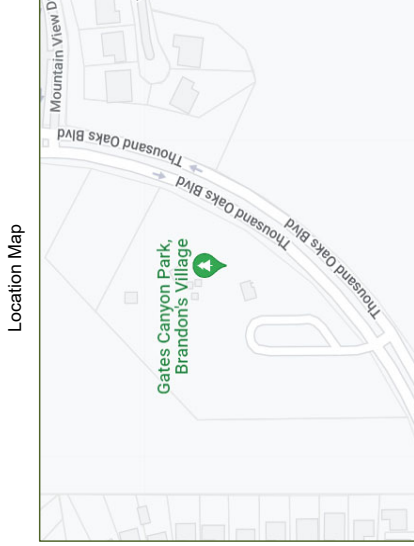 Location Map
Mountain View D
Thousand Oaks Blvd
Thousand Oaks Blvd
Thousand Oaks Blvd
Thousand Oaks Blvd
Gates Canyon Park,
Brandon's Village